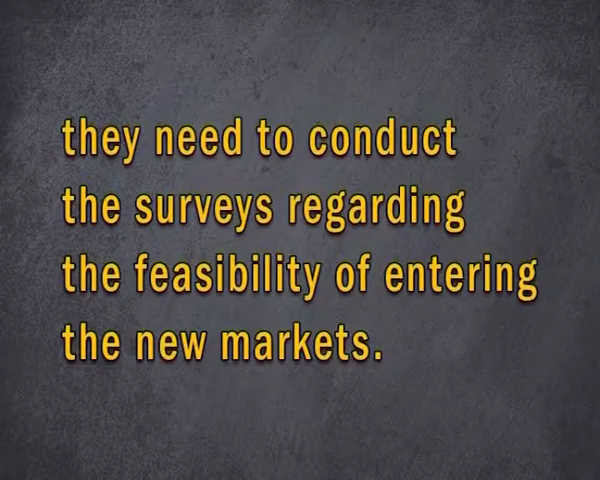 they need to conduct
the surveys regarding
the feasibility of entering
the new markets.